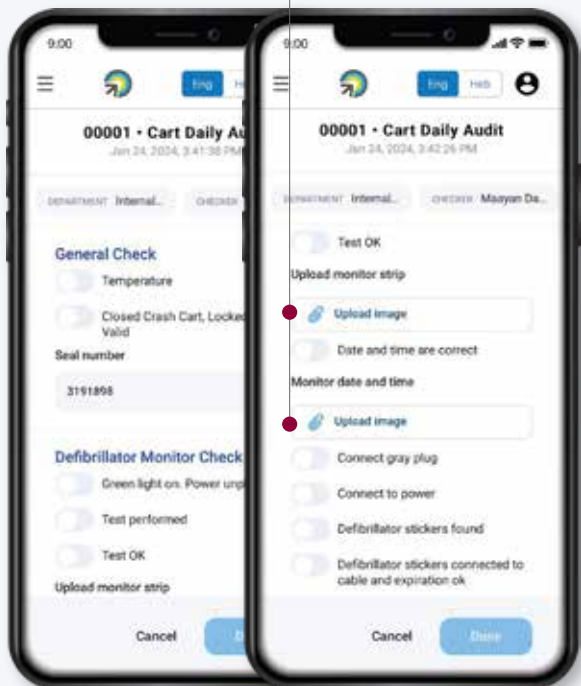 9:00
Eng
00001 • Cart Daily Au
Jan 24, 2024, 3:41:38 PM
DEPARTMENT Internal...
CHECKER
General Check
Temperature
Closed Crash Cart, Locked
Valid
Seal number
3191898
Defibrillator Monitor Check
Green light on. Power unp
Test performed
Test OK
Upload monitor strip
Cancel
9:00
Eng
Heb
00001 • Cart Daily Audit
Jan 24, 2024, 3:42:26 PM
DEPARTMENT Internal...
CHECKER Maayan Da...
Test OK
Upload monitor strip
Upload image
Date and time are correct
Monitor date and time
Upload image
Connect gray plug
Connect to power
Defibrillator stickers found
Defibrillator stickers connected to
cable and expiration ok
Cancel
Done